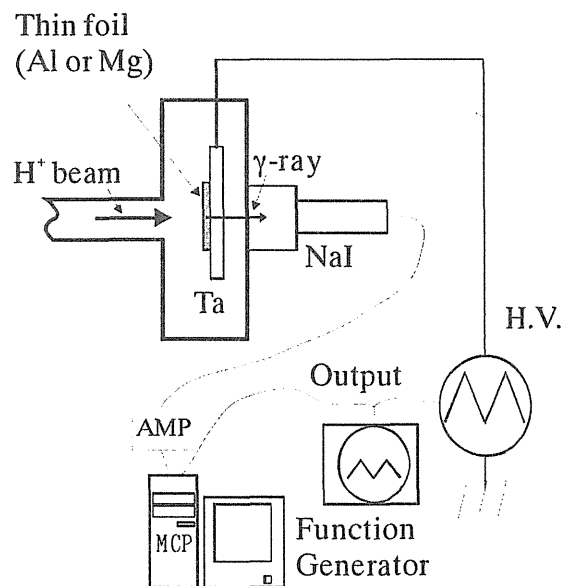 Thin foil
(Al or Mg)
H⁺ beam
γ-ray
NaI
Ta
H.V.
Output
AMP
MCP
Function
Generator